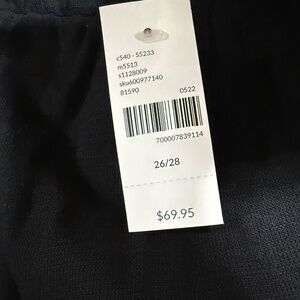 c540 - 55233
m5513
s1128009
sku600977140
81590 0522
700007839114
26/28
$69.95